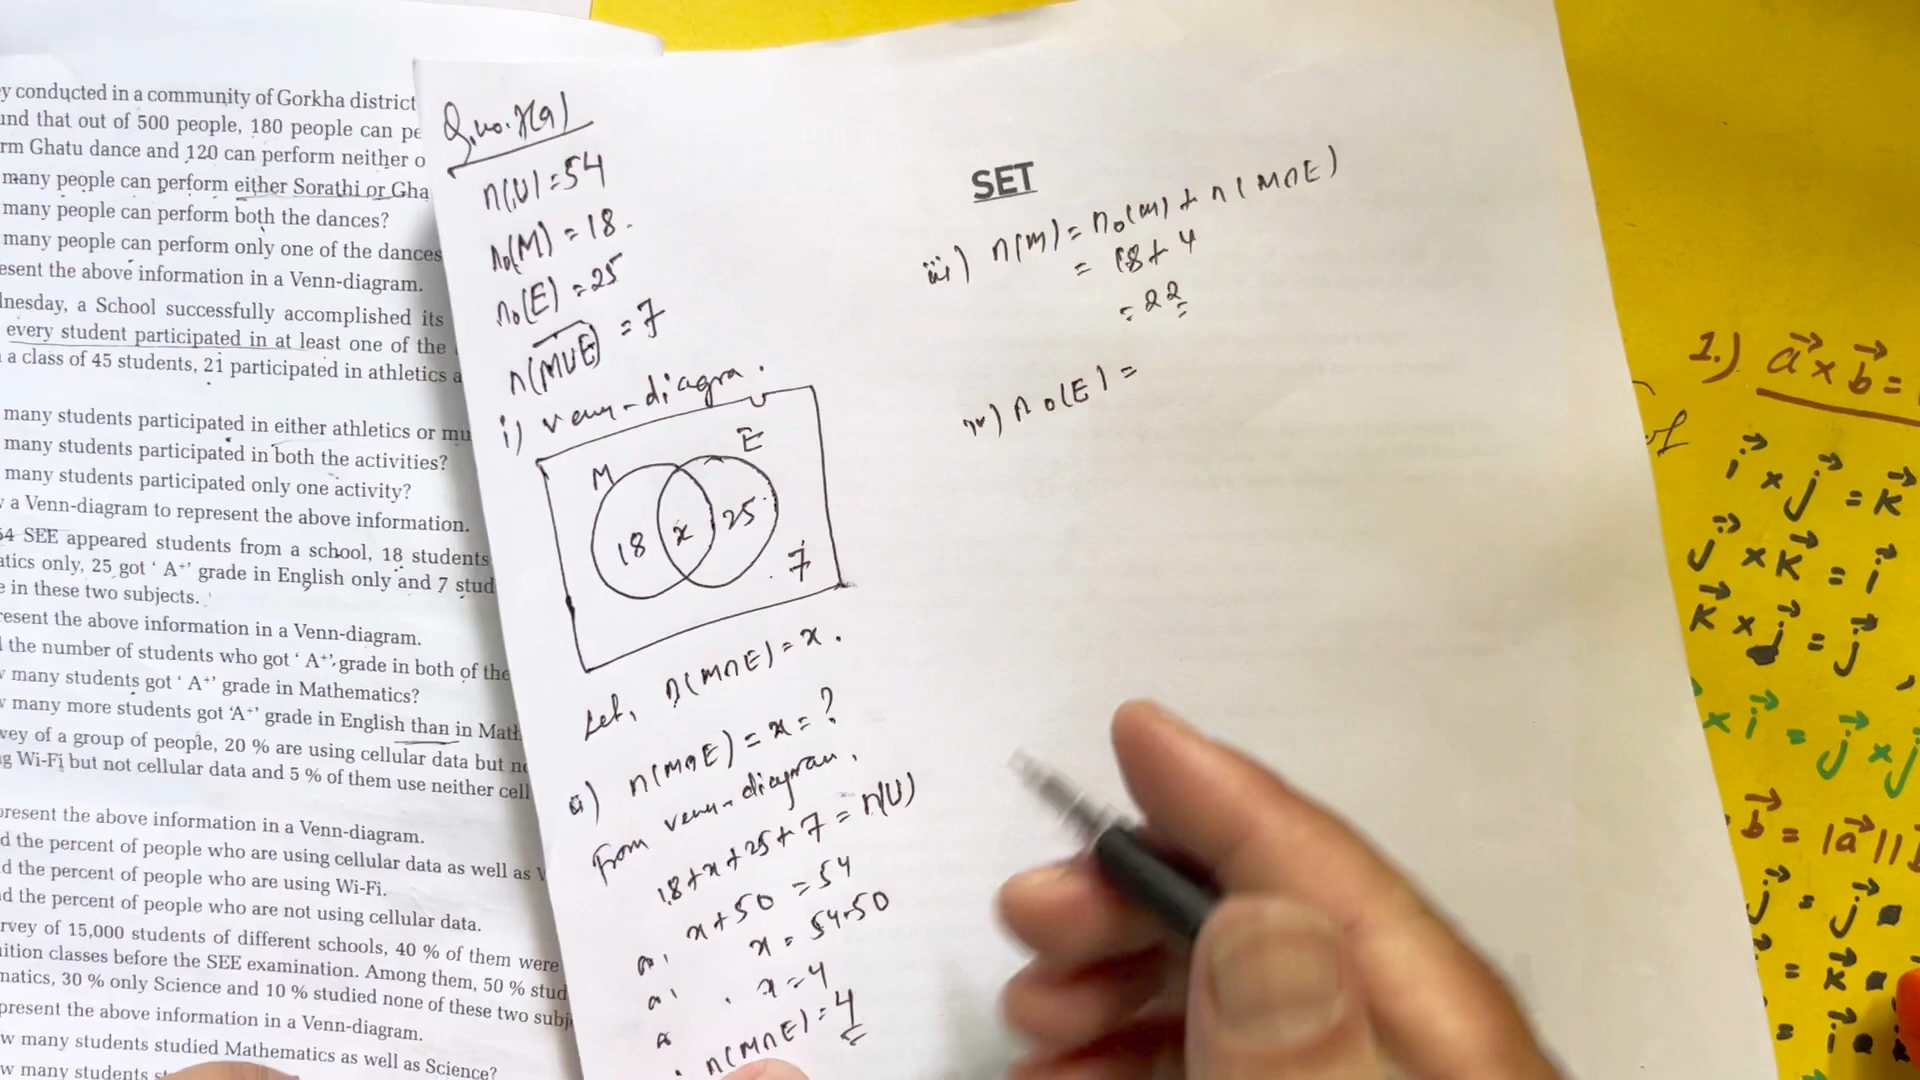 y conducted in a community of Gorkha district
und that out of 500 people, 180 people can pe
rm Ghatu dance and 120 can perform neither o
many people can perform either Sorathi or Gha
many people can perform both the dances?
many people can perform only one of the dances
esent the above information in a Venn-diagram.
dnesday, a School successfully accomplished its
every student participated in at least one of the
a class of 45 students, 21 participated in athletics a
many students participated in either athletics or mu
many students participated in both the activities?
many students participated only one activity?
a Venn-diagram to represent the above information.
54 SEE appeared students from a school, 18 students
atics only, 25 got ' A⁺' grade in English only and 7 stud
e in these two subjects.
resent the above information in a Venn-diagram.
the number of students who got ' A⁺' grade in both of the
many students got ' A⁺' grade in Mathematics?
many more students got 'A⁺' grade in English than in Math
vey of a group of people, 20 % are using cellular data but no
g Wi-Fi but not cellular data and 5 % of them use neither cell
present the above information in a Venn-diagram.
d the percent of people who are using cellular data as well as
d the percent of people who are using Wi-Fi.
d the percent of people who are not using cellular data.
rvey of 15,000 students of different schools, 40 % of them were
uition classes before the SEE examination. Among them, 50 % stud
matics, 30 % only Science and 10 % studied none of these two subj
present the above information in a Venn-diagram.
w many students studied Mathematics as well as Science?
w many students
Q.no. 7(a)
n(U) = 54
n₀(M) = 18.
n₀(E) = 25
n(M̅U̅E̅) = 7
i) venn-diagra.
U
M E
18 x 25
7
Let, n(M∩E) = x.
ii) n(M∩E) = x = ?
From venn-diagram,
18+x+25+7 = n(U)
x+50 = 54
x = 54-50
x = 4
n(M∩E) = 4
SET
iii) n(M) = n₀(M) + n(M∩E)
= 18+4
= 22
iv) n₀(E) =
1.) a⃗ × b⃗ =
of
i⃗ × j⃗ = k⃗
j⃗ × k⃗ = i⃗
k⃗ × j⃗ = j⃗,
× i⃗ = j⃗ × j
b⃗ = |a⃗||
j⃗ = j⃗
= k⃗
= i⃗